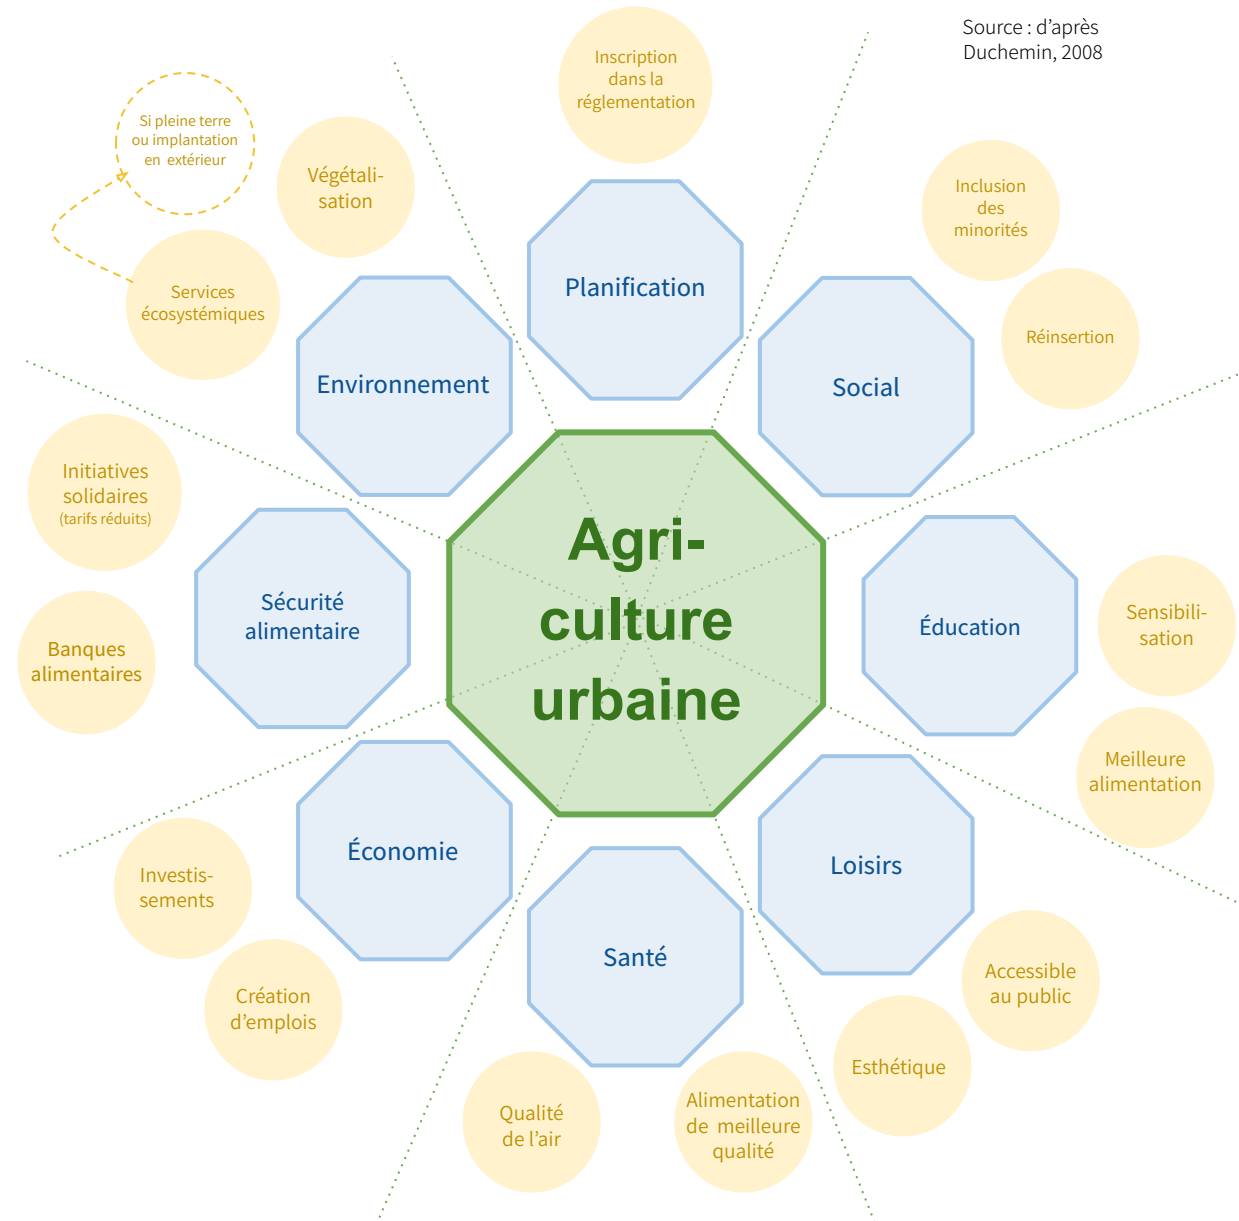 Source : d’après
Duchemin, 2008
Inscription
dans la
réglementation
Si pleine terre
ou implantation
en extérieur
Végétali-
sation
Inclusion
des
minorités
Services
écosystémiques
Planification
Réinsertion
Environnement
Social
Initiatives
solidaires
(tarifs réduits)
Agri-
culture
urbaine
Sécurité
alimentaire
Éducation
Sensibili-
sation
Banques
alimentaires
Meilleure
alimentation
Économie
Loisirs
Investis-
sements
Santé
Création
d’emplois
Accessible
au public
Esthétique
Qualité
de l’air
Alimentation
de meilleure
qualité